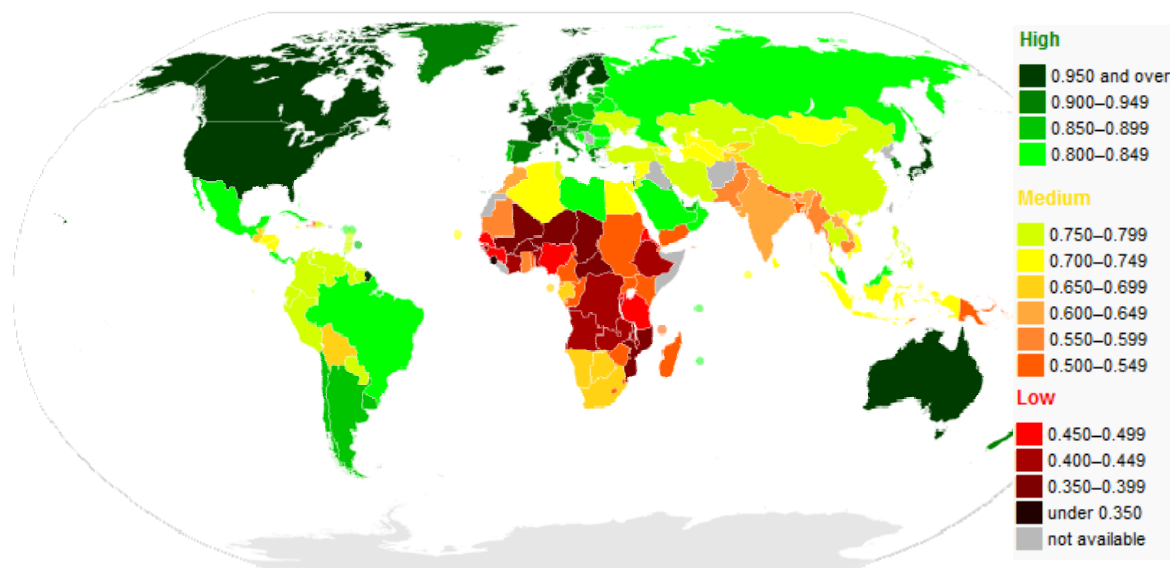 High
0.950 and over
0.900–0.949
0.850–0.899
0.800–0.849
Medium
0.750–0.799
0.700–0.749
0.650–0.699
0.600–0.649
0.550–0.599
0.500–0.549
Low
0.450–0.499
0.400–0.449
0.350–0.399
under 0.350
not available